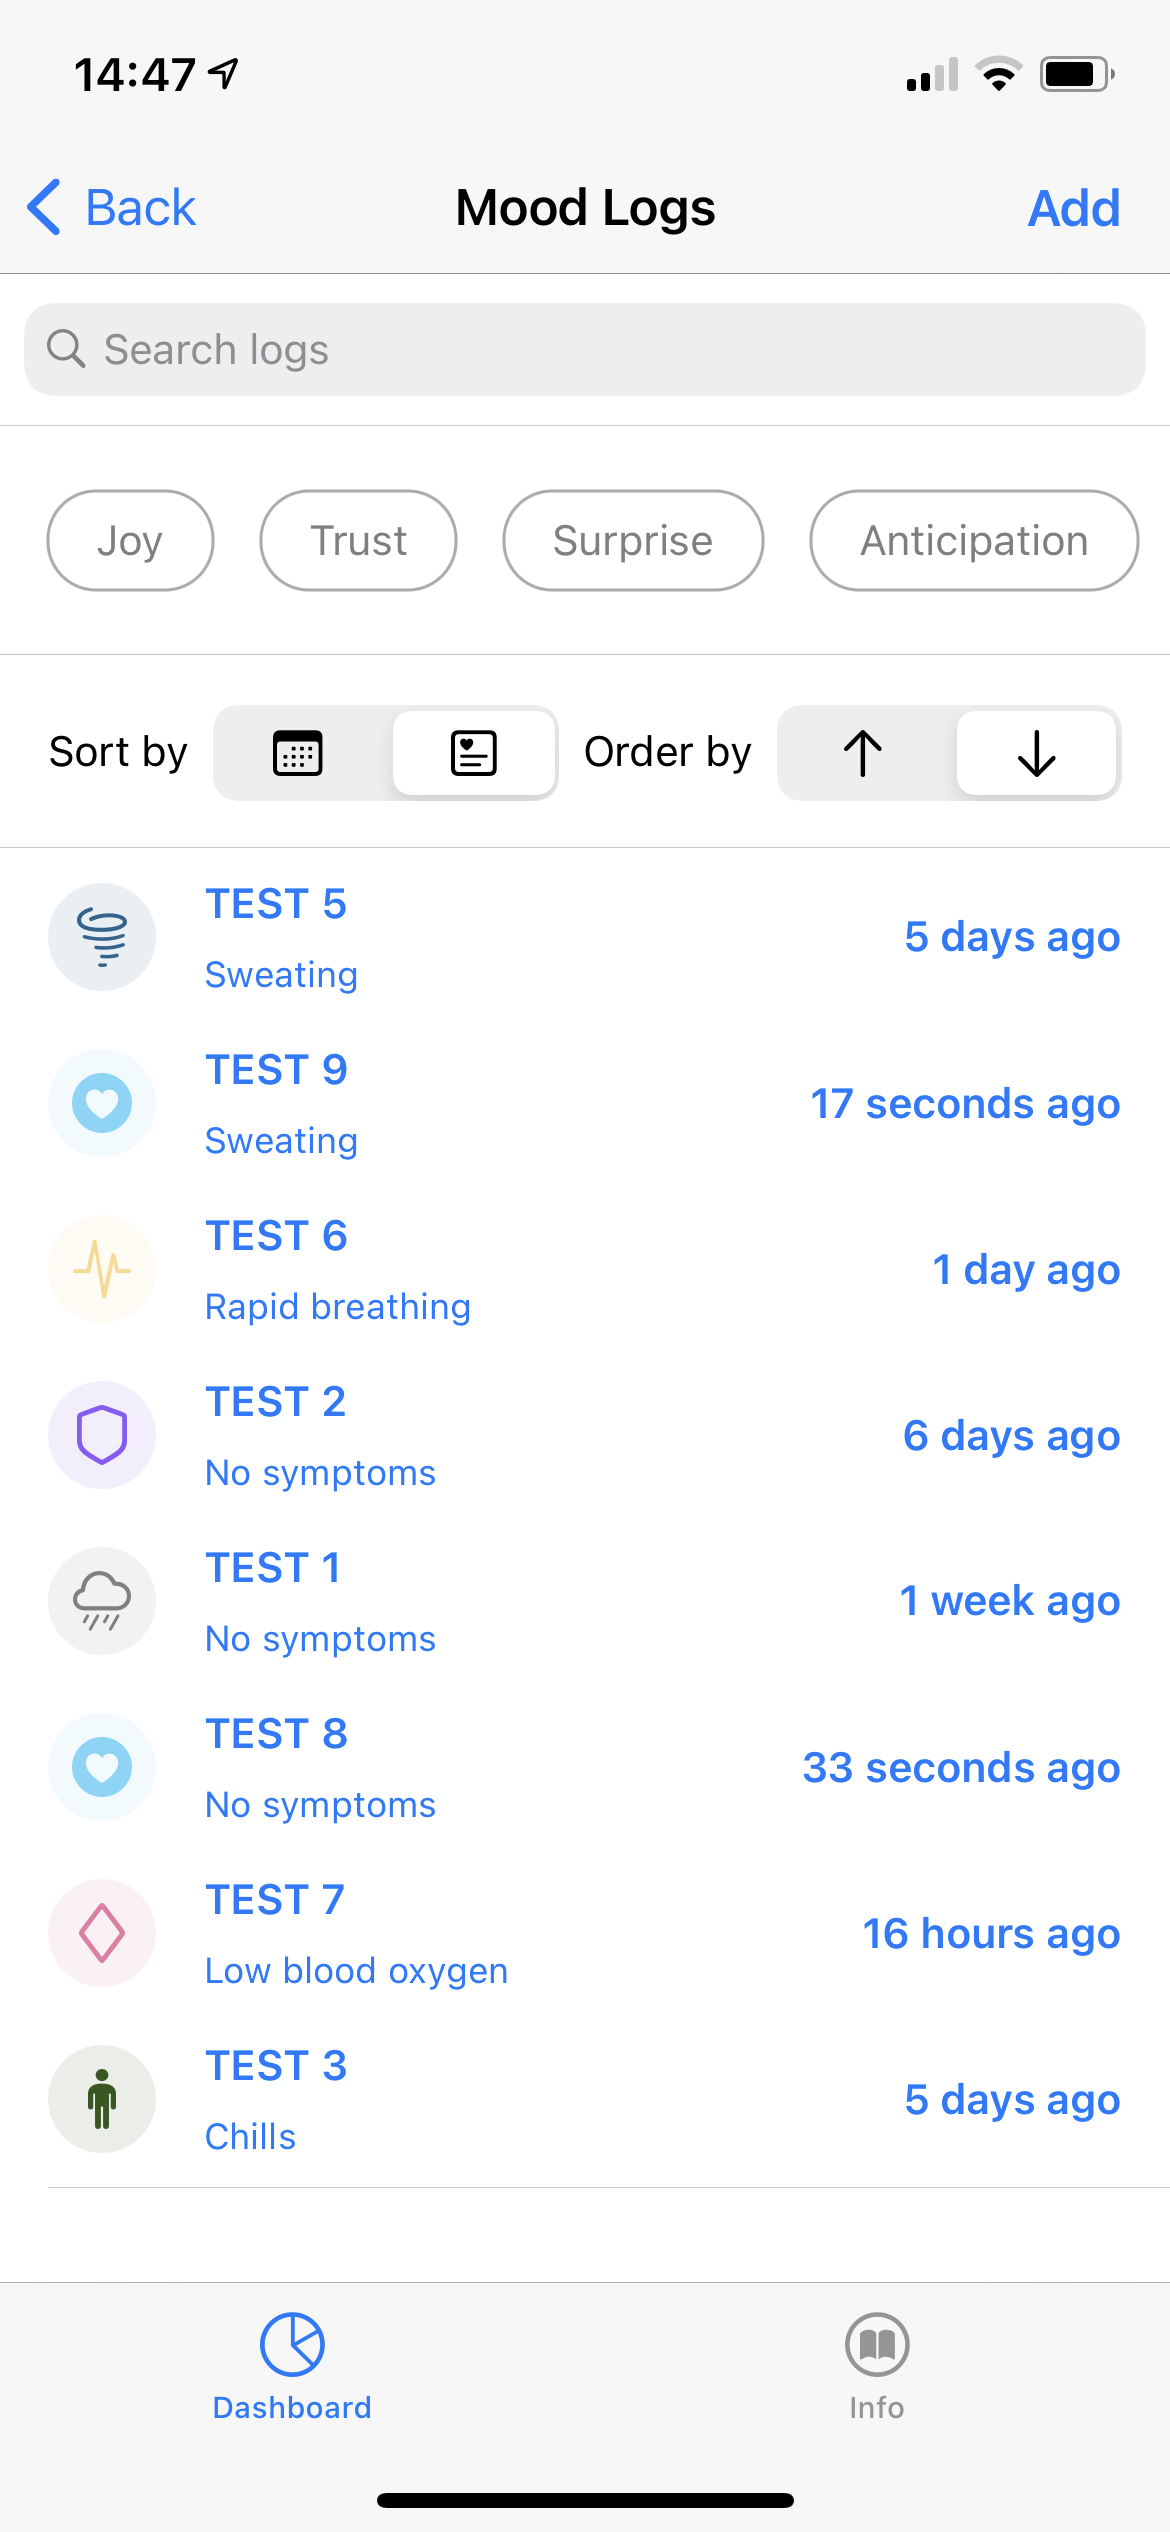 14:47
Back
Mood Logs
Add
Search logs
Joy
Trust
Surprise
Anticipation
Sort by
Order by
TEST 5
Sweating
5 days ago
TEST 9
Sweating
17 seconds ago
TEST 6
Rapid breathing
1 day ago
TEST 2
No symptoms
6 days ago
TEST 1
No symptoms
1 week ago
TEST 8
No symptoms
33 seconds ago
TEST 7
Low blood oxygen
16 hours ago
TEST 3
Chills
5 days ago
Dashboard
Info